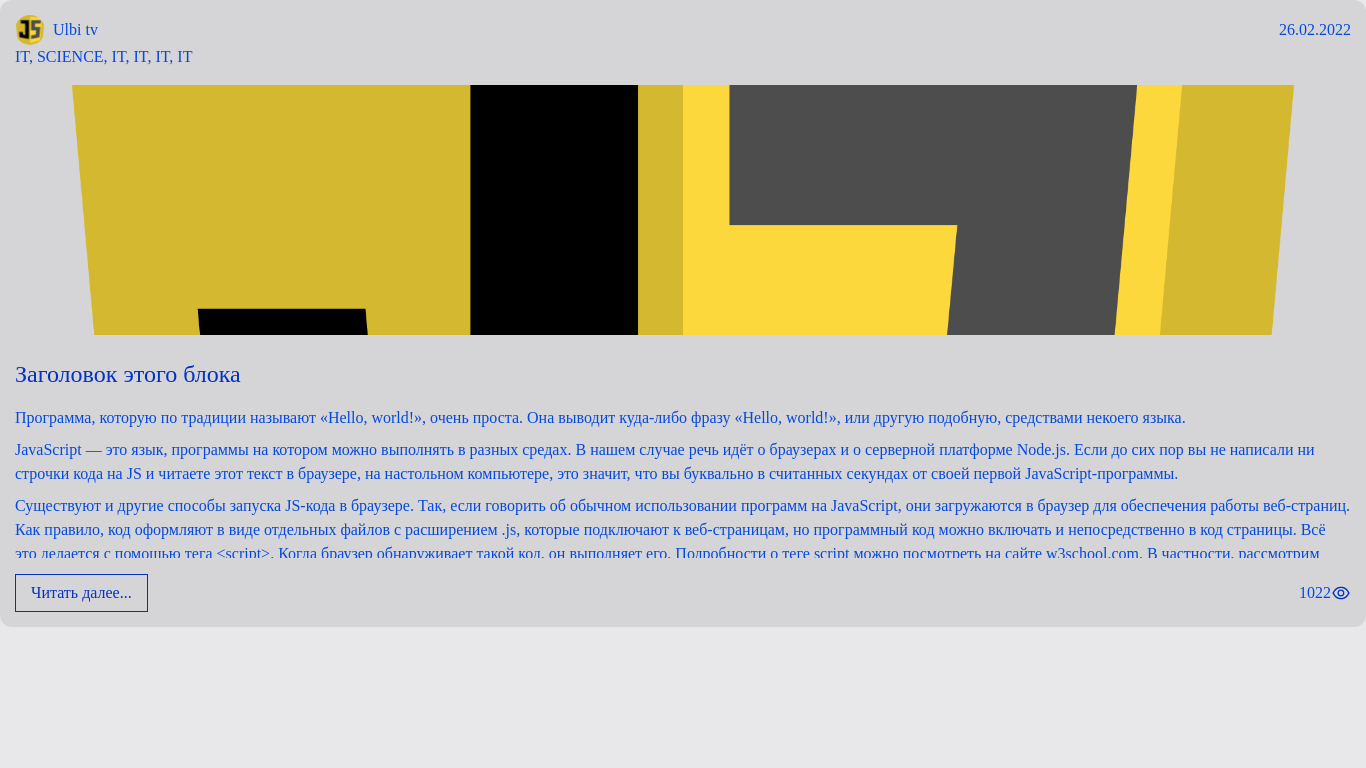 JS
Ulbi tv
26.02.2022
IT, SCIENCE, IT, IT, IT, IT
Заголовок этого блока
Программа, которую по традиции называют «Hello, world!», очень проста. Она выводит куда-либо фразу «Hello, world!», или другую подобную, средствами некоего языка.
JavaScript — это язык, программы на котором можно выполнять в разных средах. В нашем случае речь идёт о браузерах и о серверной платформе Node.js. Если до сих пор вы не написали ни
строчки кода на JS и читаете этот текст в браузере, на настольном компьютере, это значит, что вы буквально в считанных секундах от своей первой JavaScript-программы.
Существуют и другие способы запуска JS-кода в браузере. Так, если говорить об обычном использовании программ на JavaScript, они загружаются в браузер для обеспечения работы веб-страниц.
Как правило, код оформляют в виде отдельных файлов с расширением .js, которые подключают к веб-страницам, но программный код можно включать и непосредственно в код страницы. Всё
это делается с помощью тега <script>. Когда браузер обнаруживает такой код, он выполняет его. Подробности о теге script можно посмотреть на сайте w3school.com. В частности, рассмотрим
Читать далее...
1022